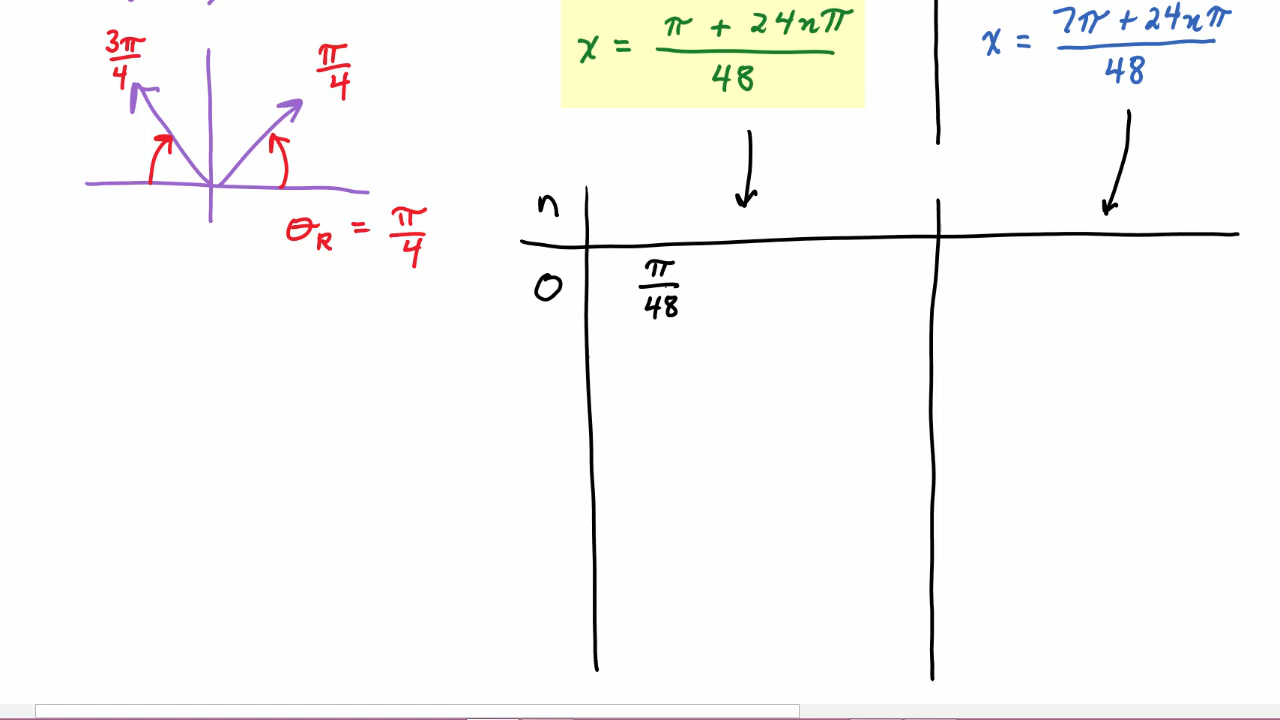 3π/4
π/4
θR = π/4
x = π + 24nπ / 48
x = 7π + 24nπ / 48
n
0
π/48